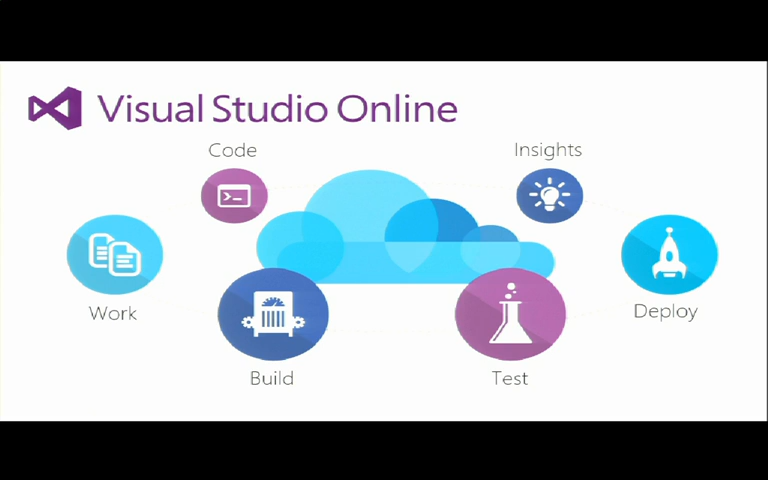 Visual Studio Online
Code
Insights
Work
Deploy
Build
Test